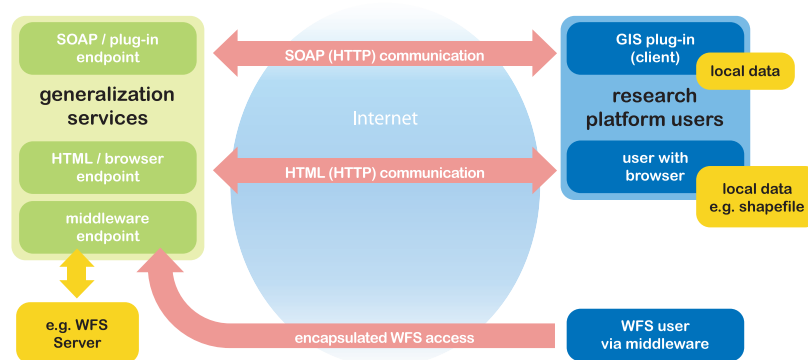 SOAP / plug-in
endpoint
generalization
services
HTML / browser
endpoint
middleware
endpoint
e.g. WFS
Server
SOAP (HTTP) communication
Internet
HTML (HTTP) communication
encapsulated WFS access
GIS plug-in
(client)
local data
research
platform users
user with
browser
local data
e.g. shapefile
WFS user
via middleware